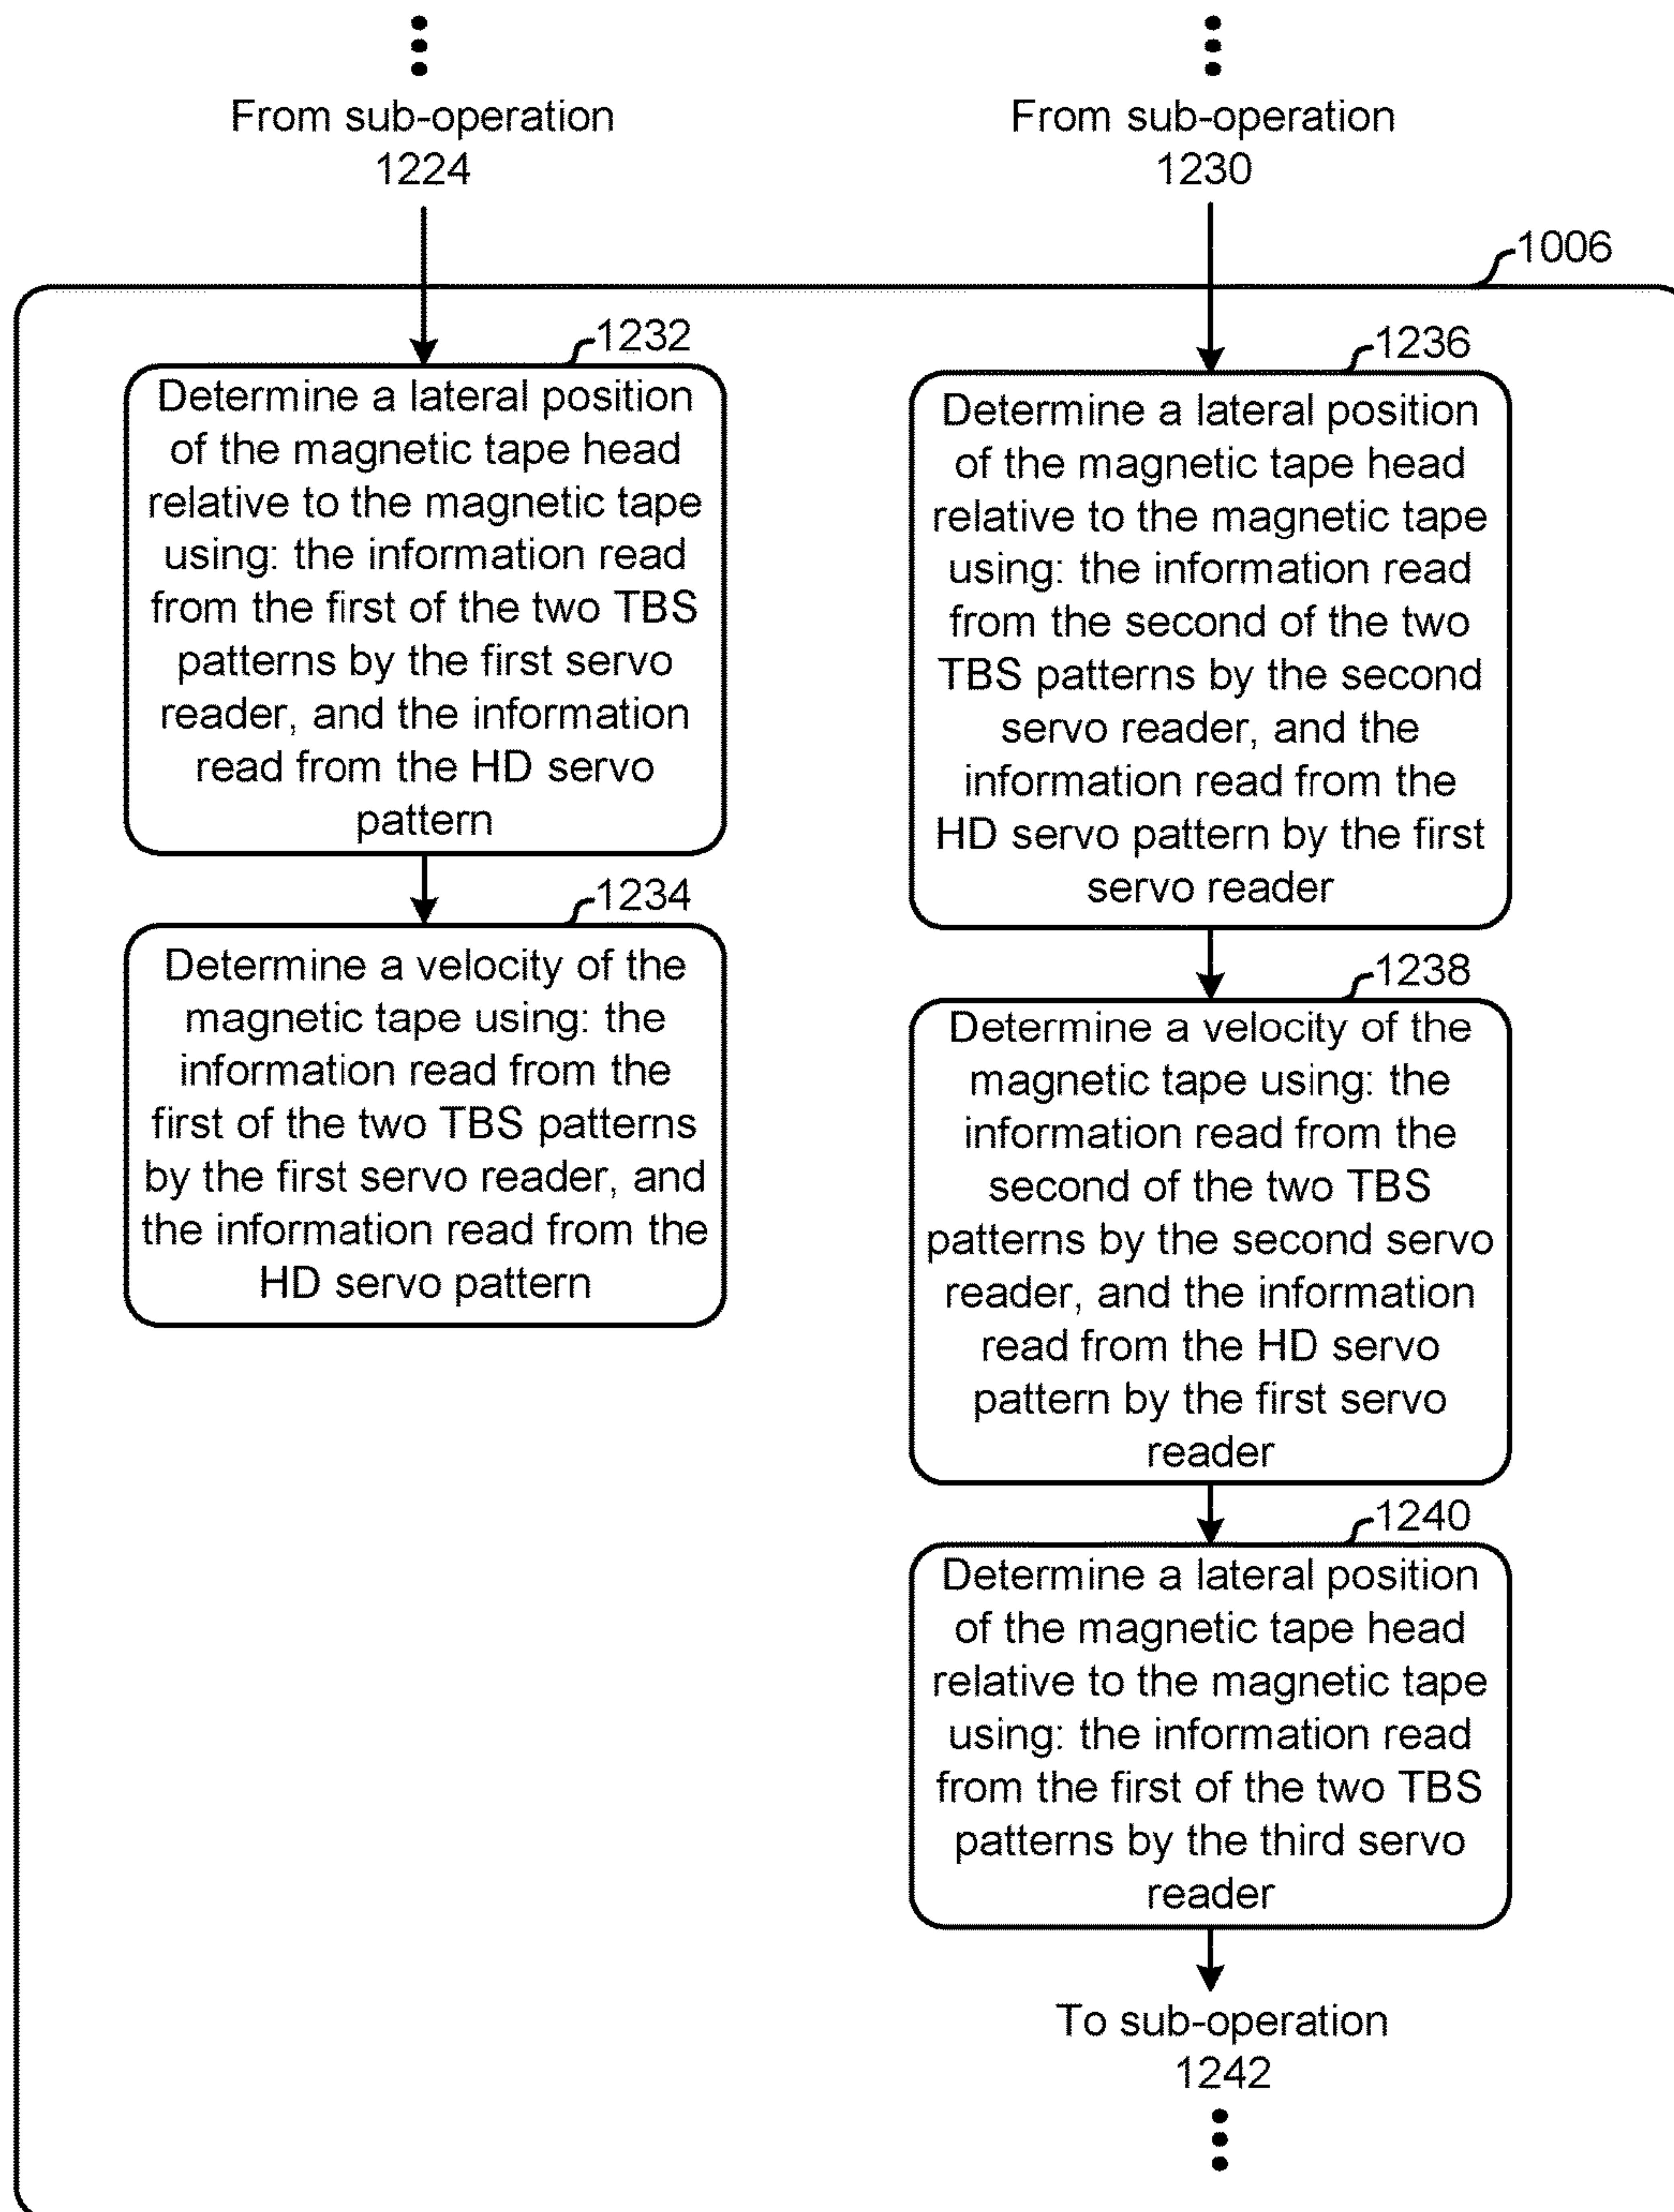 From sub-operation
1224
1232
Determine a lateral position
of the magnetic tape head
relative to the magnetic tape
using: the information read
from the first of the two TBS
patterns by the first servo
reader, and the information
read from the HD servo
pattern
1234
Determine a velocity of the
magnetic tape using: the
information read from the
first of the two TBS patterns
by the first servo reader, and
the information read from the
HD servo pattern
From sub-operation
1230
1006
1236
Determine a lateral position
of the magnetic tape head
relative to the magnetic tape
using: the information read
from the second of the two
TBS patterns by the second
servo reader, and the
information read from the
HD servo pattern by the first
servo reader
1238
Determine a velocity of the
magnetic tape using: the
information read from the
second of the two TBS
patterns by the second servo
reader, and the information
read from the HD servo
pattern by the first servo
reader
1240
Determine a lateral position
of the magnetic tape head
relative to the magnetic tape
using: the information read
from the first of the two TBS
patterns by the third servo
reader
To sub-operation
1242